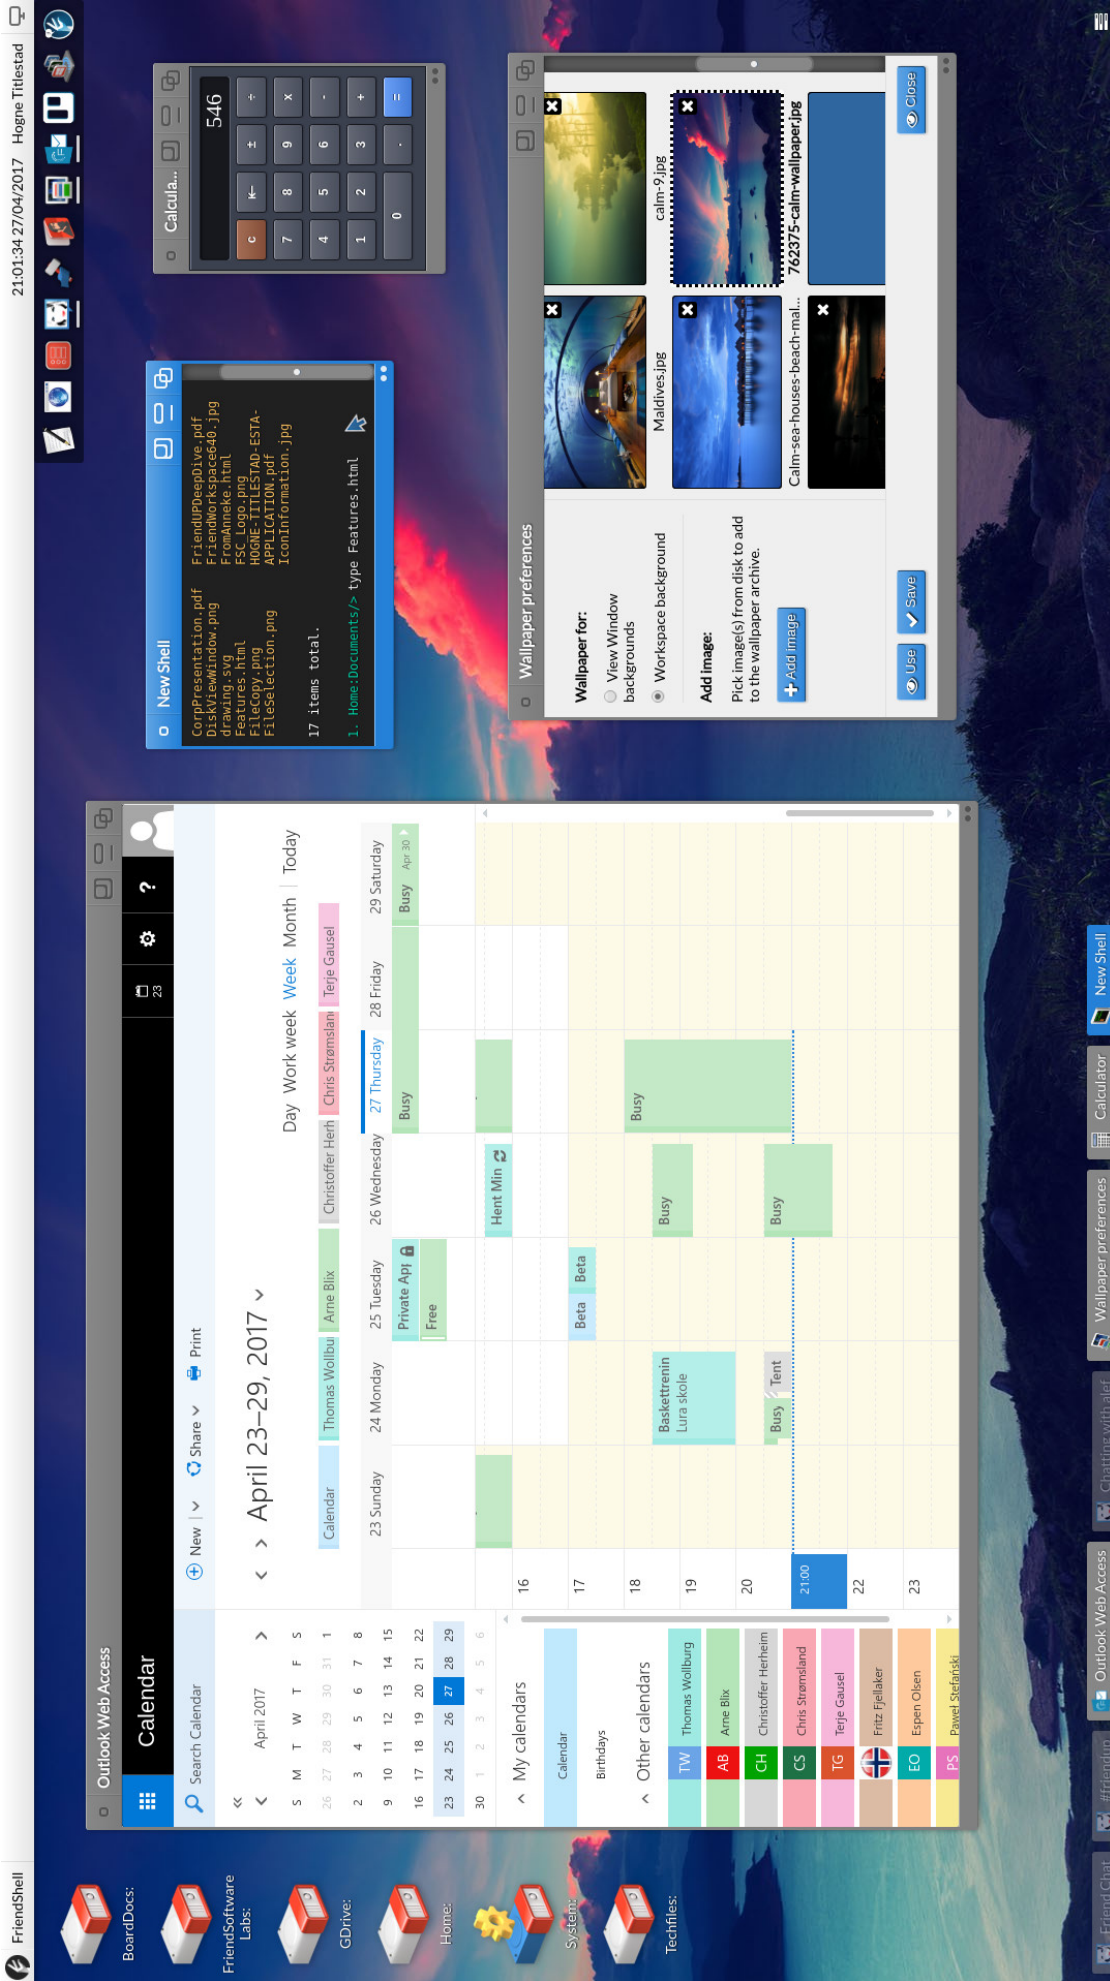 FriendShell
21:01:34 27/04/2017 Hogne Titlestad
BoardDocs:
FriendSoftware
Labs:
GDrive:
Home:
System:
Techfiles:
Outlook Web Access
Calendar
23
?
Search Calendar
New
Share
Print
April 2017
S M T W T F S
26 27 28 29 30 31 1
2 3 4 5 6 7 8
9 10 11 12 13 14 15
16 17 18 19 20 21 22
23 24 25 26 27 28 29
30 1 2 3 4 5 6
My calendars
Calendar
Birthdays
Other calendars
TW Thomas Wollburg
AB Arne Blix
CH Christoffer Herheim
CS Chris Strømsland
TG Terje Gausel
Fritz Fjellaker
EO Espen Olsen
PS Paweł Stefański
April 23–29, 2017
Day Work week Week Month Today
Calendar Thomas Wollbu Arne Blix Christoffer Herh Chris Strømslan Terje Gausel
23 Sunday 24 Monday 25 Tuesday 26 Wednesday 27 Thursday 28 Friday 29 Saturday
Private Ap Busy Busy Apr 30
Free
Hent Min
16
17
Beta Beta
18
Busy
Baskettrenin
Lura skole
Busy
19
20
Busy Tent Busy
21:00
22
23
New Shell
CorpPresentation.pdf FriendUPDeepDive.pdf
DiskViewWindow.png FriendWorkspace640.jpg
drawing.svg FromAnneke.html
Features.html FSC_Logo.png
FileCopy.png HOGNE-TITLESTAD-ESTA-
FileSelection.png APPLICATION.pdf
IconInformation.jpg
17 items total.
1. Home:Documents/> type Features.html
Calcula...
546
C ÷
7 8 9 x
4 5 6 -
1 2 3 +
0 . =
±
Wallpaper preferences
Wallpaper for:
View Window
backgrounds
Workspace background
Add image:
Pick image(s) from disk to add
to the wallpaper archive.
Add image
Maldives.jpg calm-9.jpg
Calm-sea-houses-beach-mal... 762375-calm-wallpaper.jpg
Use Save Close
Friend Chat
#friendup
Outlook Web Access
Chatting with alef
Wallpaper preferences
Calculator
New Shell